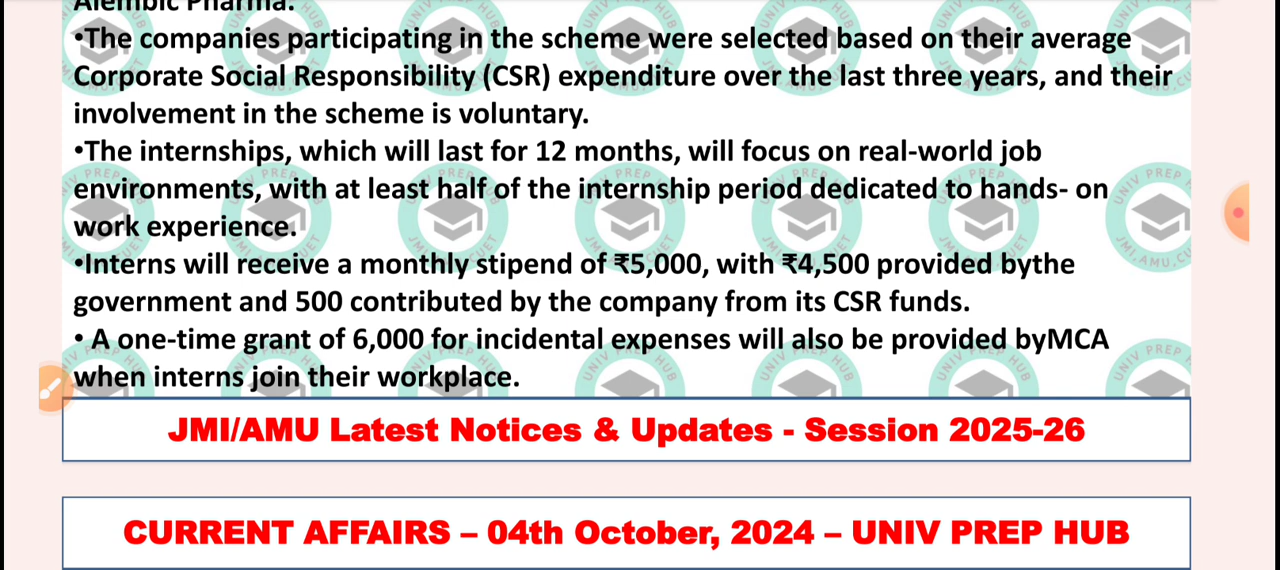 Alembic Pharma.
•The companies participating in the scheme were selected based on their average
Corporate Social Responsibility (CSR) expenditure over the last three years, and their
involvement in the scheme is voluntary.
•The internships, which will last for 12 months, will focus on real-world job
environments, with at least half of the internship period dedicated to hands- on
work experience.
•Interns will receive a monthly stipend of ₹5,000, with ₹4,500 provided bythe
government and 500 contributed by the company from its CSR funds.
• A one-time grant of 6,000 for incidental expenses will also be provided byMCA
when interns join their workplace.
JMI/AMU Latest Notices & Updates - Session 2025-26
CURRENT AFFAIRS – 04th October, 2024 – UNIV PREP HUB